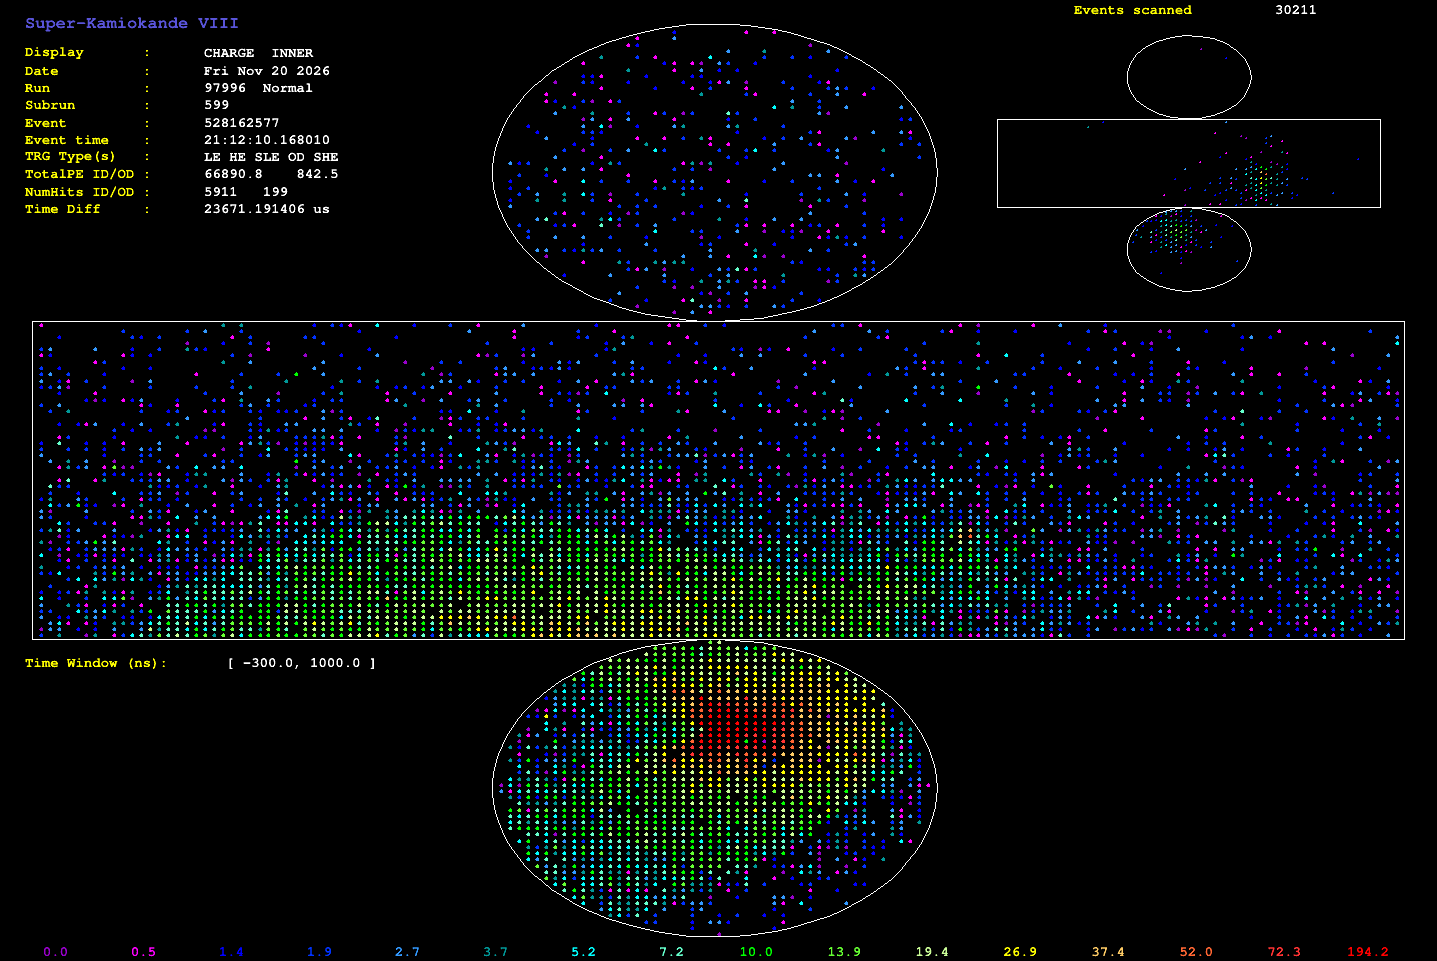 Super-Kamiokande VIII
Events scanned 30211
Display : CHARGE INNER
Date : Fri Nov 20 2026
Run : 97996 Normal
Subrun : 599
Event : 528162577
Event time : 21:12:10.168010
TRG Type(s) : LE HE SLE OD SHE
TotalPE ID/OD : 66890.8 842.5
NumHits ID/OD : 5911 199
Time Diff : 23671.191406 us
Time Window (ns): [ -300.0, 1000.0 ]
0.0 0.5 1.4 1.9 2.7 3.7 5.2 7.2 10.0 13.9 19.4 26.9 37.4 52.0 72.3 194.2